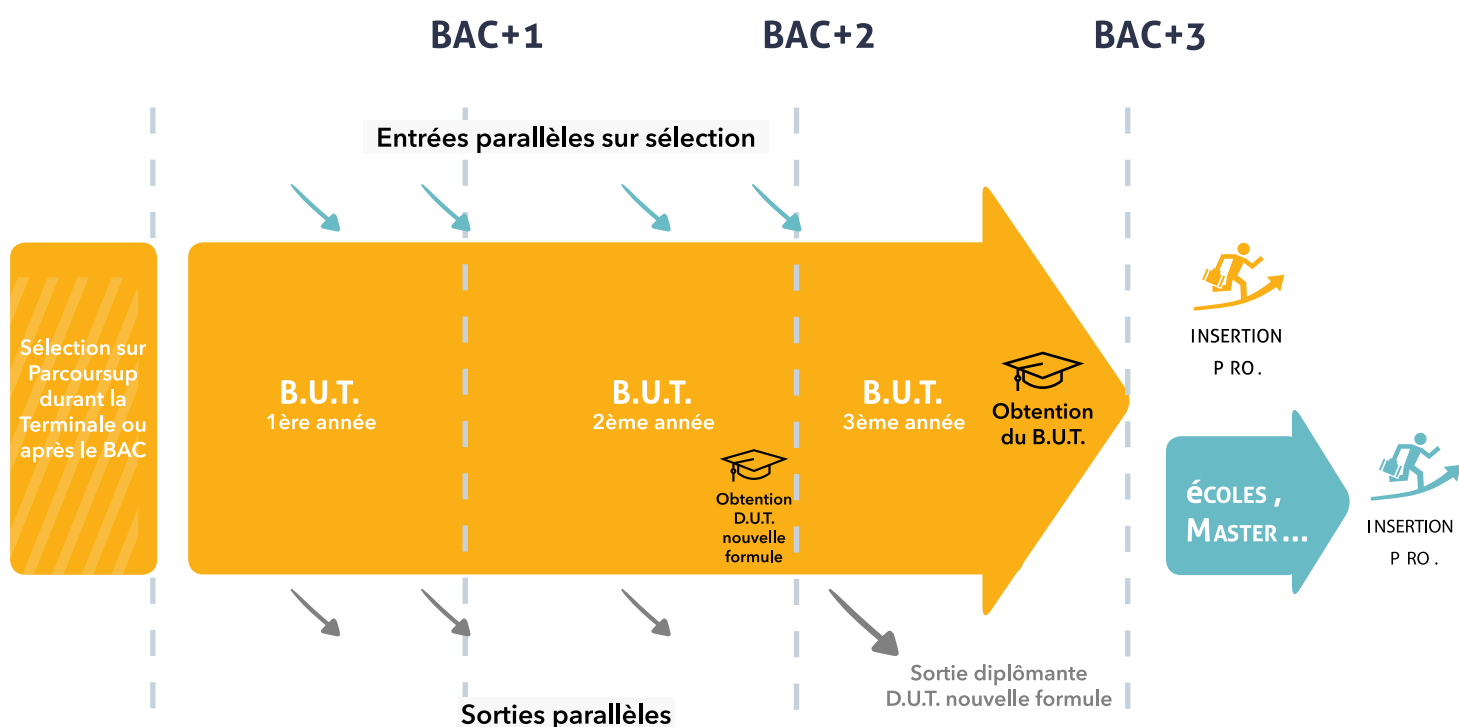 BAC+1
BAC+2
BAC+3
Entrées parallèles sur sélection
Sélection sur
Parcoursup
durant la
Terminale ou
après le BAC
B.U.T.
1ère année
B.U.T.
2ème année
Obtention
D.U.T.
nouvelle
formule
B.U.T.
3ème année
Obtention
du B.U.T.
INSERTION
P RO.
éCOLES,
MASTER...
INSERTION
P RO.
Sortie diplômante
D.U.T. nouvelle formule
Sorties parallèles